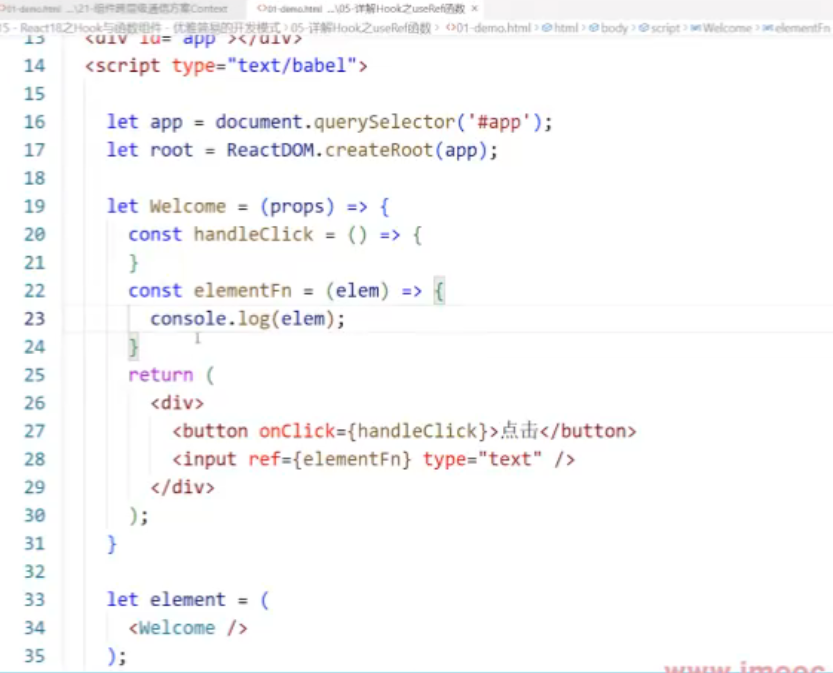 01-demo.html ...\21-组件跨层级通信方案Context 01-demo.html ...\05-详解Hook之useRef函数 ×
15 - React18之Hook与函数组件 - 优雅简易的开发模式 > 05-详解Hook之useRef函数 > 01-demo.html > html > body > script > Welcome > elementFn
13 <div id="app"></div>
14 <script type="text/babel">
15
16 let app = document.querySelector('#app');
17 let root = ReactDOM.createRoot(app);
18
19 let Welcome = (props) => {
20 const handleClick = () => {
21 }
22 const elementFn = (elem) => {
23 console.log(elem);
24 }
25 return (
26 <div>
27 <button onClick={handleClick}>点击</button>
28 <input ref={elementFn} type="text" />
29 </div>
30 );
31 }
32
33 let element = (
34 <Welcome />
35 );
www.imooc